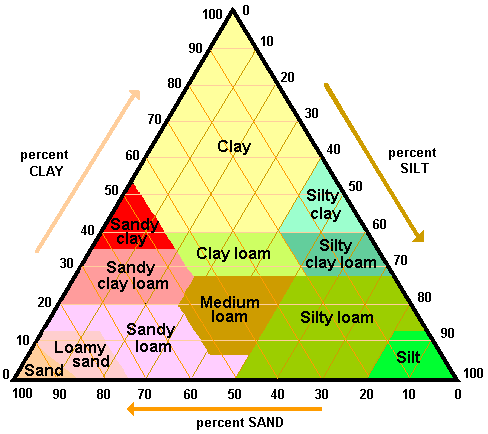 100 0
90 10
80 20
70 30
percent
CLAY
percent
SILT
Clay
60 40
50 50
Silty
clay
40 60
Sandy
clay
Clay loam
Silty
clay loam
30 70
Sandy
clay loam
20 80
Medium
loam
Silty loam
Sandy
loam
10 90
Loamy
sand
Silt
Sand
0 100
100 90 80 70 60 50 40 30 20 10 0
percent SAND